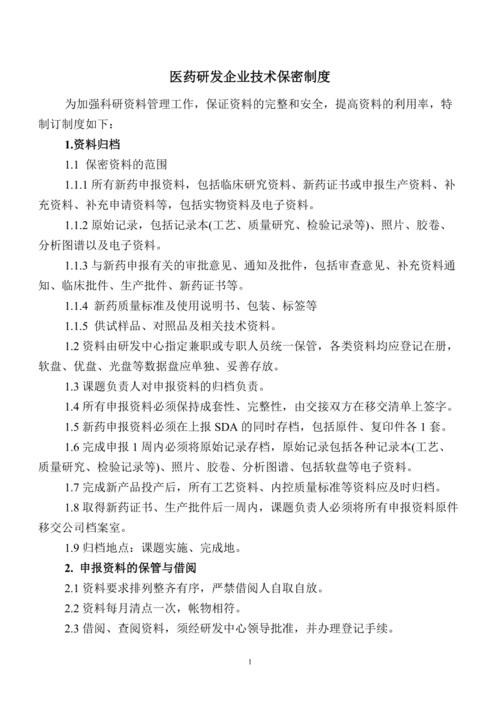 医药研发企业技术保密制度
为加强科研资料管理工作，保证资料的完整和安全，提高资料的利用率，特
制订制度如下：
1.资料归档
1.1 保密资料的范围
1.1.1 所有新药申报资料，包括临床研究资料、新药证书或申报生产资料、补
充资料、补充申请资料等，包括实物资料及电子资料。
1.1.2 原始记录，包括记录本(工艺、质量研究、检验记录等)、照片、胶卷、
分析图谱以及电子资料。
1.1.3 与新药申报有关的审批意见、通知及批件，包括审查意见、补充资料通
知、临床批件、生产批件、新药证书等。
1.1.4 新药质量标准及使用说明书、包装、标签等
1.1.5 供试样品、对照品及相关技术资料。
1.2 资料由研发中心指定兼职或专职人员统一保管，各类资料均应登记在册，
软盘、优盘、光盘等数据盘应单独、妥善存放。
1.3 课题负责人对申报资料的归档负责。
1.4 所有申报资料必须保持成套性、完整性，由交接双方在移交清单上签字。
1.5 新药申报资料必须在上报 SDA 的同时存档，包括原件、复印件各 1 套。
1.6 完成申报 1 周内必须将原始记录存档，原始记录包括各种记录本(工艺、
质量研究、检验记录等)、照片、胶卷、分析图谱、包括软盘等电子资料。
1.7 完成新产品投产后，所有工艺资料、内控质量标准等资料应及时归档。
1.8 取得新药证书、生产批件后一周内，课题负责人必须将所有申报资料原件
移交公司档案室。
1.9 归档地点：课题实施、完成地。
2. 申报资料的保管与借阅
2.1 资料要求排列整齐有序，严禁借阅人自取自放。
2.2 资料每月清点一次，帐物相符。
2.3 借阅、查阅资料，须经研发中心领导批准，并办理登记手续。
1